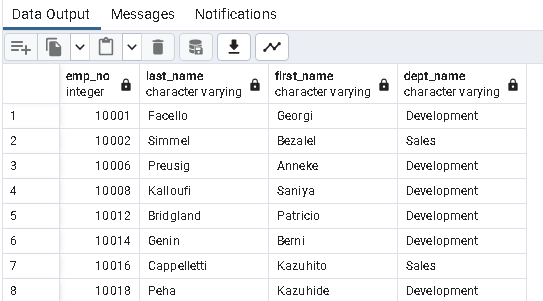 Data Output Messages Notifications
emp_no last_name first_name dept_name
integer character varying character varying character varying
1 10001 Facello Georgi Development
2 10002 Simmel Bezalel Sales
3 10006 Preusig Anneke Development
4 10008 Kalloufi Saniya Development
5 10012 Bridgland Patricio Development
6 10014 Genin Berni Development
7 10016 Cappelletti Kazuhito Sales
8 10018 Peha Kazuhide Development